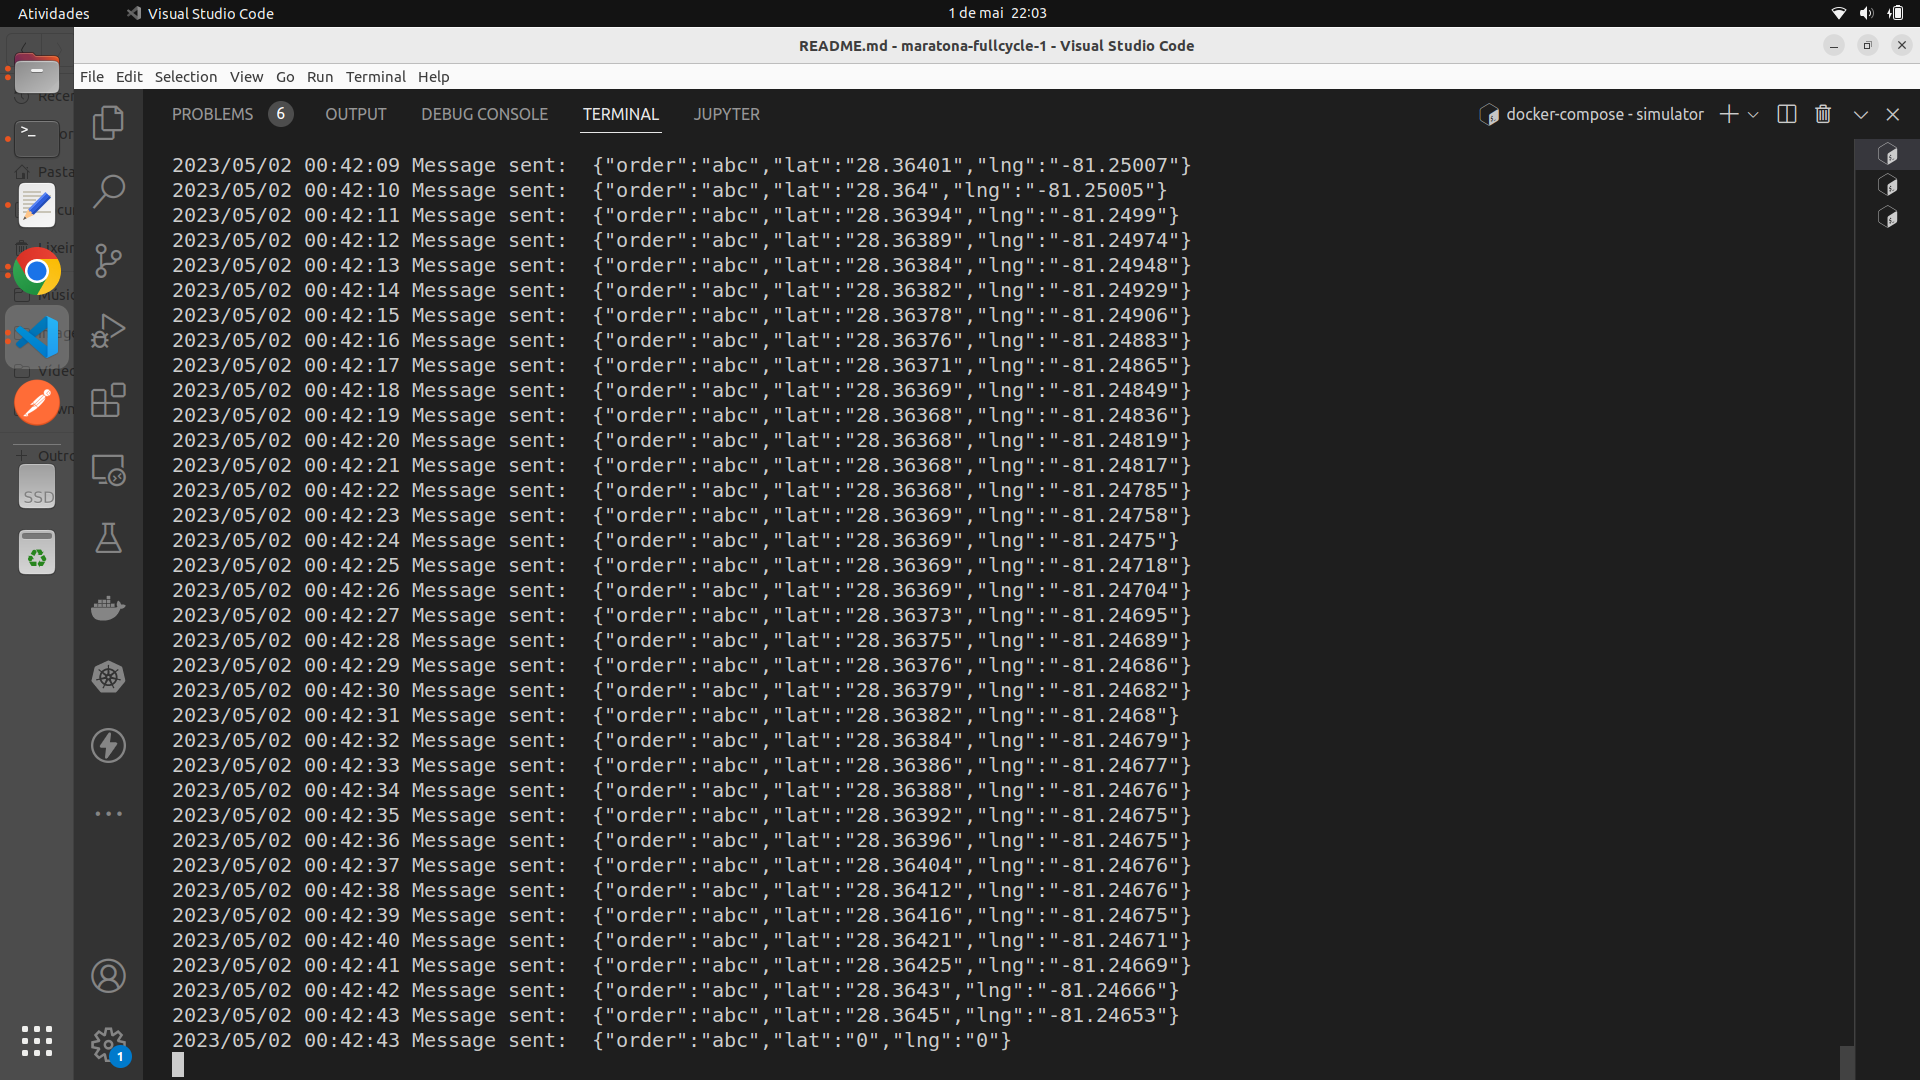 Atividades
Visual Studio Code
1 de mai 22:03
README.md - maratona-fullcycle-1 - Visual Studio Code
File Edit Selection View Go Run Terminal Help
PROBLEMS 6 OUTPUT DEBUG CONSOLE TERMINAL JUPYTER
docker-compose - simulator
2023/05/02 00:42:09 Message sent:  {"order":"abc","lat":"28.36401","lng":"-81.25007"}
2023/05/02 00:42:10 Message sent:  {"order":"abc","lat":"28.364","lng":"-81.25005"}
2023/05/02 00:42:11 Message sent:  {"order":"abc","lat":"28.36394","lng":"-81.2499"}
2023/05/02 00:42:12 Message sent:  {"order":"abc","lat":"28.36389","lng":"-81.24974"}
2023/05/02 00:42:13 Message sent:  {"order":"abc","lat":"28.36384","lng":"-81.24948"}
2023/05/02 00:42:14 Message sent:  {"order":"abc","lat":"28.36382","lng":"-81.24929"}
2023/05/02 00:42:15 Message sent:  {"order":"abc","lat":"28.36378","lng":"-81.24906"}
2023/05/02 00:42:16 Message sent:  {"order":"abc","lat":"28.36376","lng":"-81.24883"}
2023/05/02 00:42:17 Message sent:  {"order":"abc","lat":"28.36371","lng":"-81.24865"}
2023/05/02 00:42:18 Message sent:  {"order":"abc","lat":"28.36369","lng":"-81.24849"}
2023/05/02 00:42:19 Message sent:  {"order":"abc","lat":"28.36368","lng":"-81.24836"}
2023/05/02 00:42:20 Message sent:  {"order":"abc","lat":"28.36368","lng":"-81.24819"}
2023/05/02 00:42:21 Message sent:  {"order":"abc","lat":"28.36368","lng":"-81.24817"}
2023/05/02 00:42:22 Message sent:  {"order":"abc","lat":"28.36368","lng":"-81.24785"}
2023/05/02 00:42:23 Message sent:  {"order":"abc","lat":"28.36369","lng":"-81.24758"}
2023/05/02 00:42:24 Message sent:  {"order":"abc","lat":"28.36369","lng":"-81.2475"}
2023/05/02 00:42:25 Message sent:  {"order":"abc","lat":"28.36369","lng":"-81.24718"}
2023/05/02 00:42:26 Message sent:  {"order":"abc","lat":"28.36369","lng":"-81.24704"}
2023/05/02 00:42:27 Message sent:  {"order":"abc","lat":"28.36373","lng":"-81.24695"}
2023/05/02 00:42:28 Message sent:  {"order":"abc","lat":"28.36375","lng":"-81.24689"}
2023/05/02 00:42:29 Message sent:  {"order":"abc","lat":"28.36376","lng":"-81.24686"}
2023/05/02 00:42:30 Message sent:  {"order":"abc","lat":"28.36379","lng":"-81.24682"}
2023/05/02 00:42:31 Message sent:  {"order":"abc","lat":"28.36382","lng":"-81.2468"}
2023/05/02 00:42:32 Message sent:  {"order":"abc","lat":"28.36384","lng":"-81.24679"}
2023/05/02 00:42:33 Message sent:  {"order":"abc","lat":"28.36386","lng":"-81.24677"}
2023/05/02 00:42:34 Message sent:  {"order":"abc","lat":"28.36388","lng":"-81.24676"}
2023/05/02 00:42:35 Message sent:  {"order":"abc","lat":"28.36392","lng":"-81.24675"}
2023/05/02 00:42:36 Message sent:  {"order":"abc","lat":"28.36396","lng":"-81.24675"}
2023/05/02 00:42:37 Message sent:  {"order":"abc","lat":"28.36404","lng":"-81.24676"}
2023/05/02 00:42:38 Message sent:  {"order":"abc","lat":"28.36412","lng":"-81.24676"}
2023/05/02 00:42:39 Message sent:  {"order":"abc","lat":"28.36416","lng":"-81.24675"}
2023/05/02 00:42:40 Message sent:  {"order":"abc","lat":"28.36421","lng":"-81.24671"}
2023/05/02 00:42:41 Message sent:  {"order":"abc","lat":"28.36425","lng":"-81.24669"}
2023/05/02 00:42:42 Message sent:  {"order":"abc","lat":"28.3643","lng":"-81.24666"}
2023/05/02 00:42:43 Message sent:  {"order":"abc","lat":"28.3645","lng":"-81.24653"}
2023/05/02 00:42:43 Message sent:  {"order":"abc","lat":"0","lng":"0"}
SSD
1